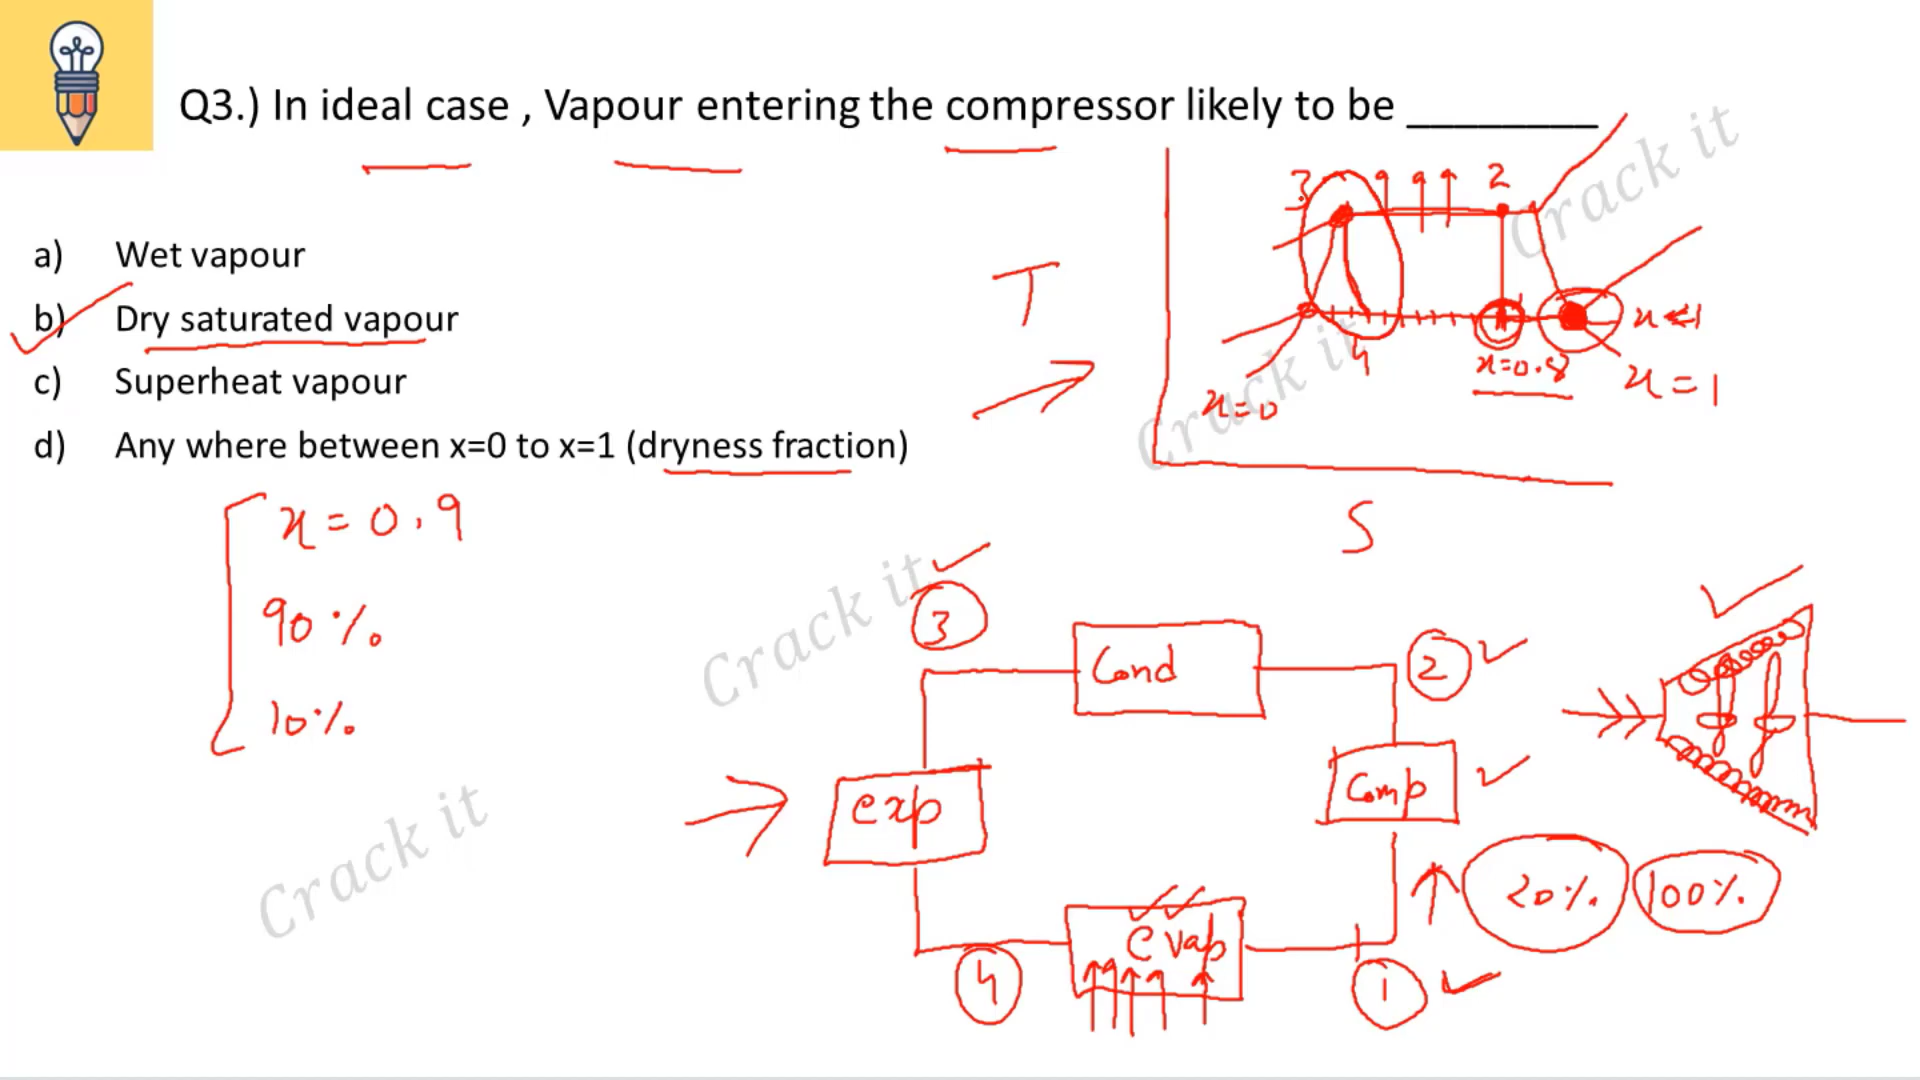 Q3.) In ideal case , Vapour entering the compressor likely to be ________
a) Wet vapour
b) Dry saturated vapour
c) Superheat vapour
d) Any where between x=0 to x=1 (dryness fraction)
x = 0.9
90%.
10%.
T
S
3
2
4
x=0
x=0.8
x<1
x=1
3
Cond
2
exp
Comp
4
evap
1
20%.
100%.
Crack it
Crack it
Crack it
Crack it